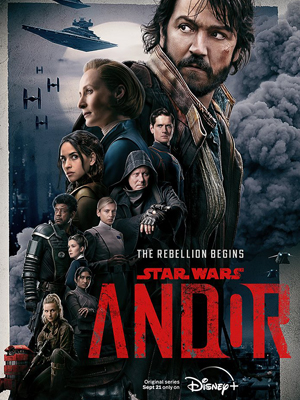 THE REBELLION BEGINS
STAR WARS
ANDOR
Original series
Sept 21 only on
Disney+